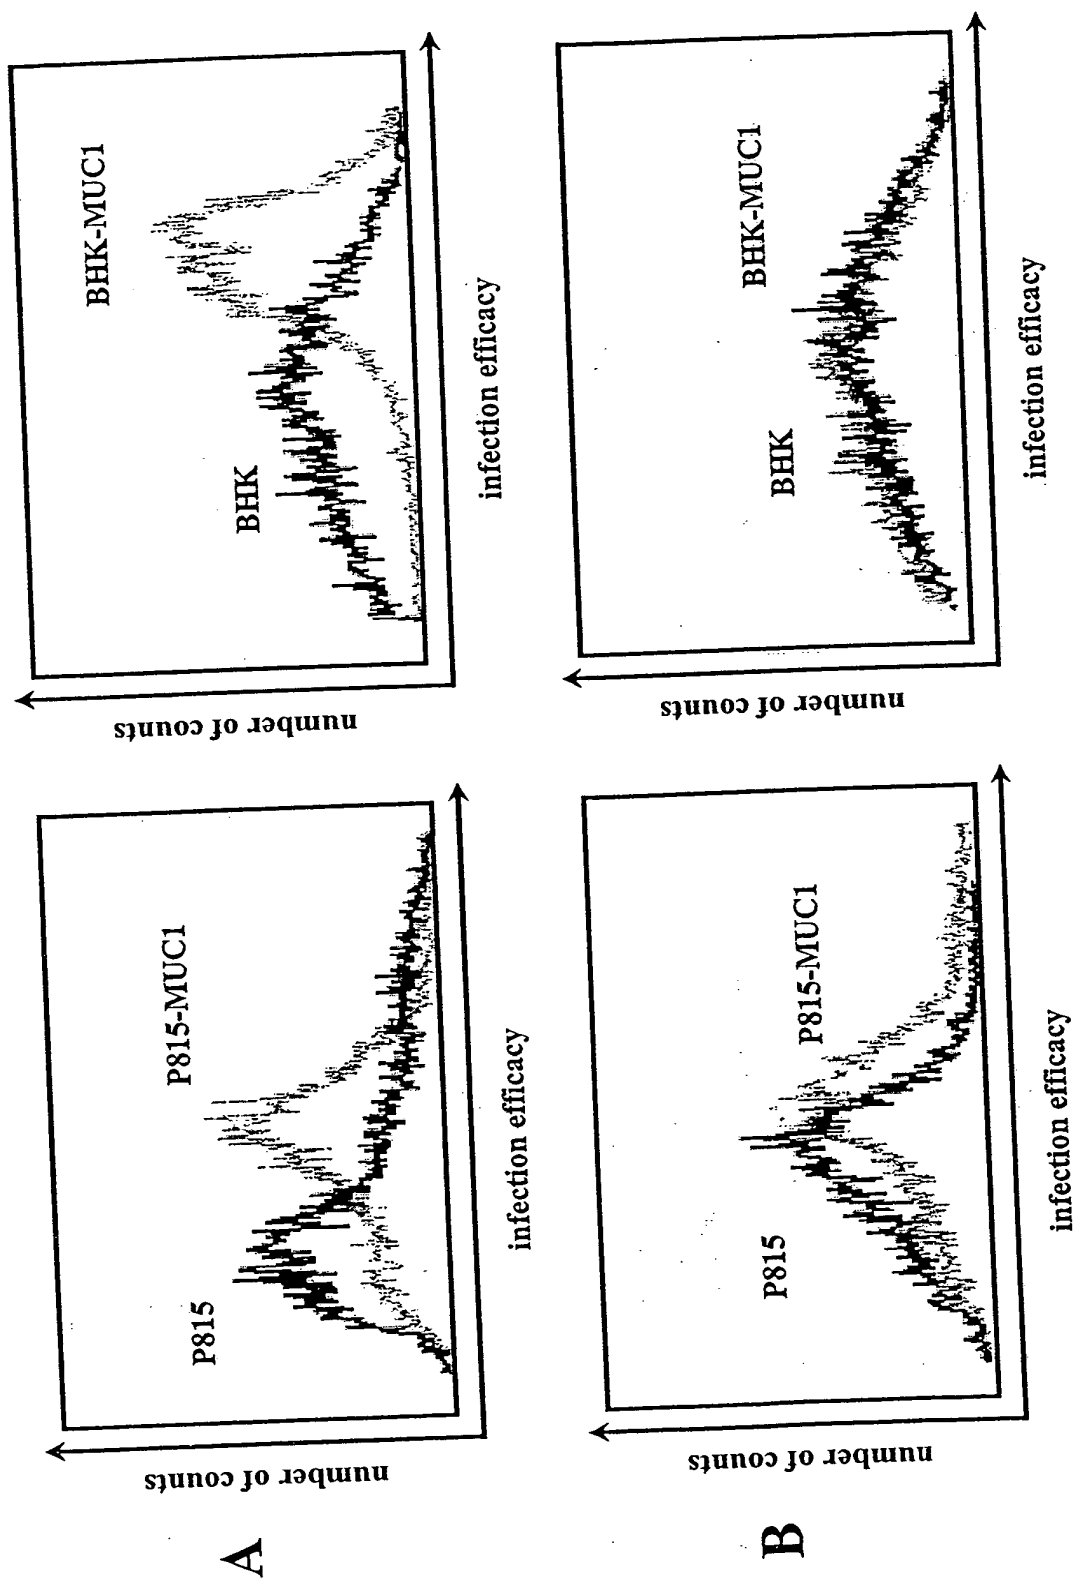 A
number of counts
P815
P815-MUC1
infection efficacy
number of counts
BHK
BHK-MUC1
infection efficacy
B
number of counts
P815
P815-MUC1
infection efficacy
number of counts
BHK
BHK-MUC1
infection efficacy